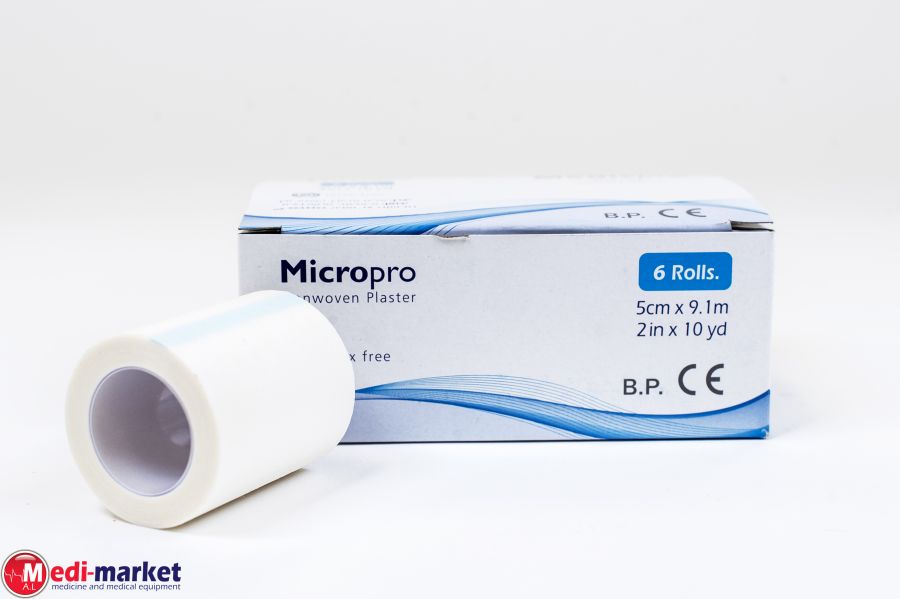 B.P. CE
Micropro
nwoven Plaster
6 Rolls.
5cm x 9.1m
2in x 10 yd
x free
B.P. CE
Medi-market
A.L
medicine and medical equipment